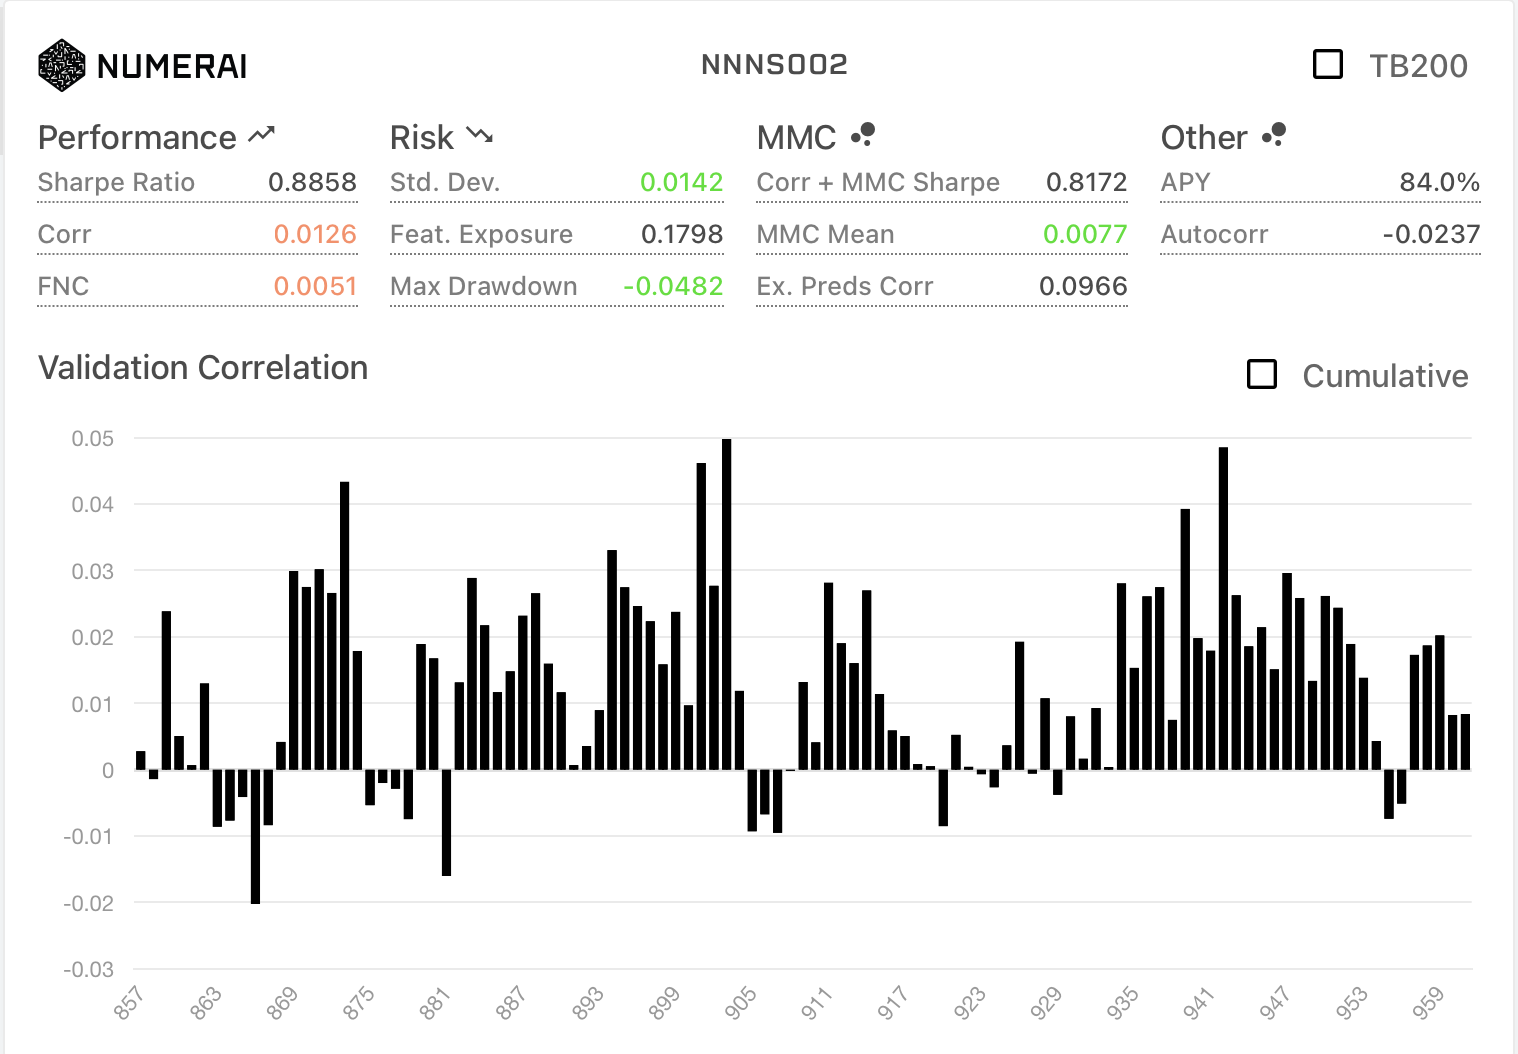 NUMERAI
NNNS002
TB200
Performance
Sharpe Ratio 0.8858
Corr 0.0126
FNC 0.0051
Risk
Std. Dev. 0.0142
Feat. Exposure 0.1798
Max Drawdown -0.0482
MMC
Corr + MMC Sharpe 0.8172
MMC Mean 0.0077
Ex. Preds Corr 0.0966
Other
APY 84.0%
Autocorr -0.0237
Validation Correlation
Cumulative
0.05
0.04
0.03
0.02
0.01
0
-0.01
-0.02
-0.03
857 863 869 875 881 887 893 899 905 911 917 923 929 935 941 947 953 959